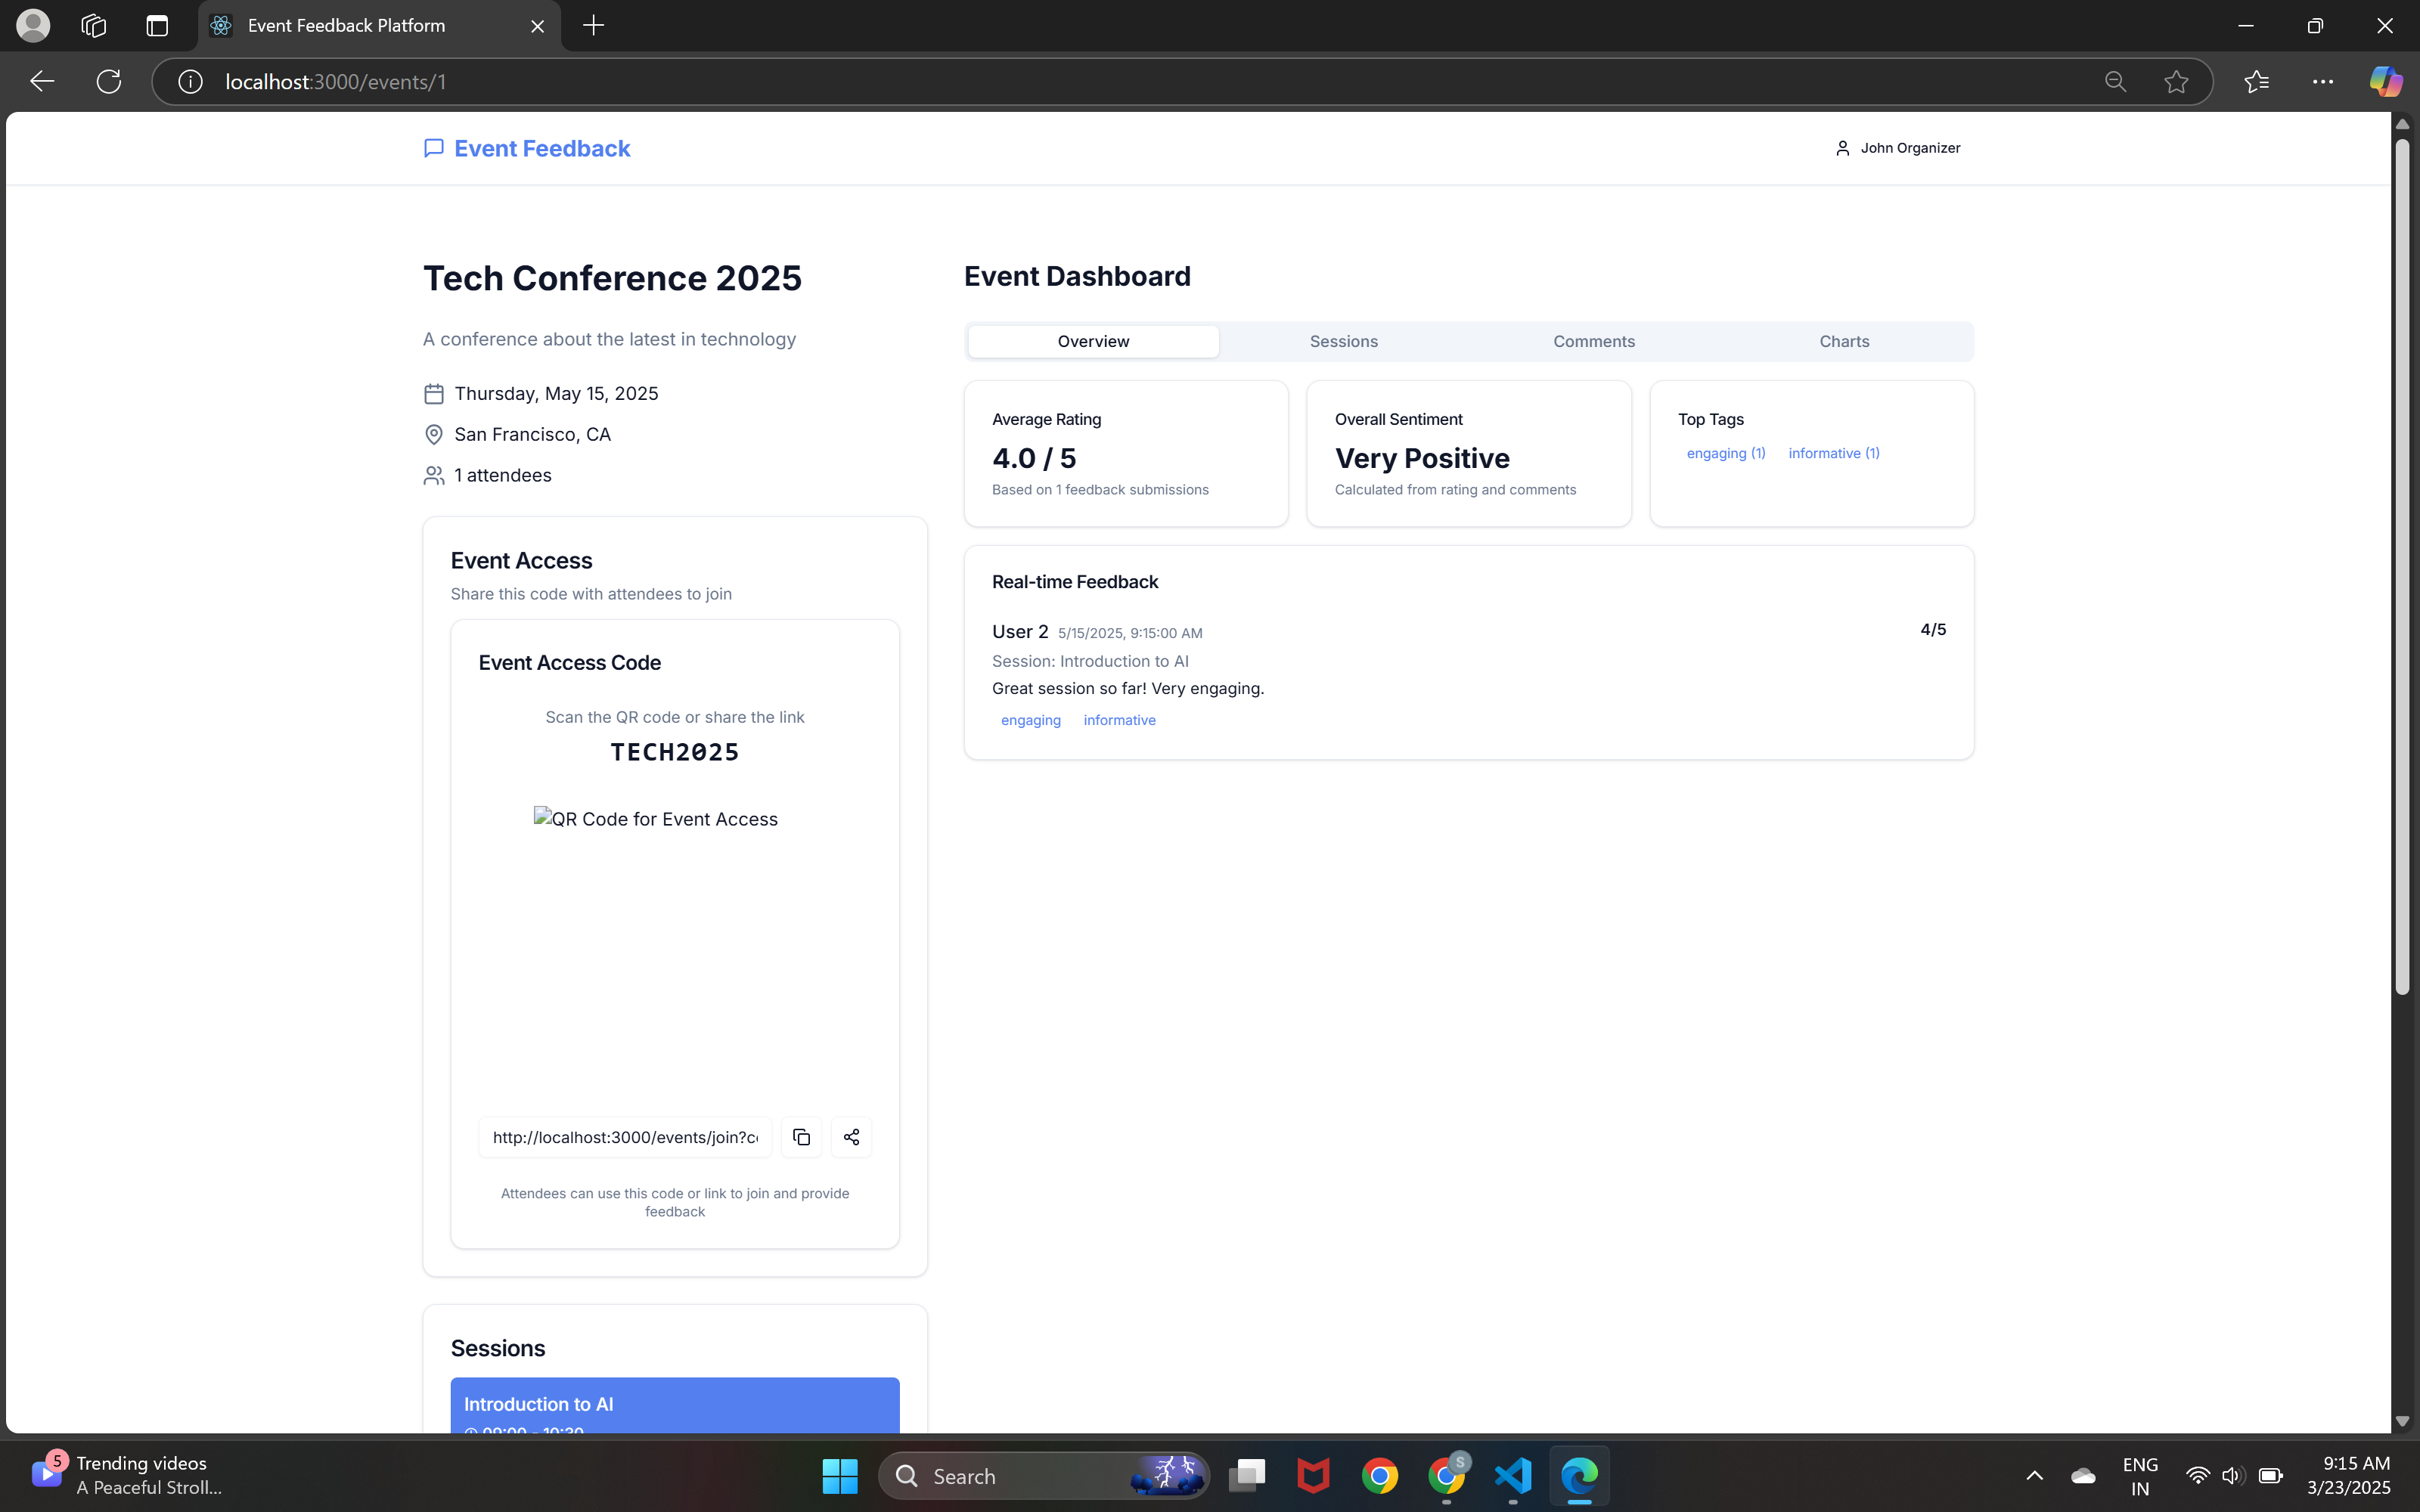 Event Feedback Platform
localhost:3000/events/1
Event Feedback
John Organizer
Tech Conference 2025
A conference about the latest in technology
Thursday, May 15, 2025
San Francisco, CA
1 attendees
Event Access
Share this code with attendees to join
Event Access Code
Scan the QR code or share the link
TECH2025
QR Code for Event Access
http://localhost:3000/events/join?c
Attendees can use this code or link to join and provide
feedback
Sessions
Introduction to AI
09:00 - 10:30
Event Dashboard
Overview
Sessions
Comments
Charts
Average Rating
4.0 / 5
Based on 1 feedback submissions
Overall Sentiment
Very Positive
Calculated from rating and comments
Top Tags
engaging (1) informative (1)
Real-time Feedback
User 2 5/15/2025, 9:15:00 AM
4/5
Session: Introduction to AI
Great session so far! Very engaging.
engaging informative
5
Trending videos
A Peaceful Stroll...
Search
S
ENG
IN
9:15 AM
3/23/2025